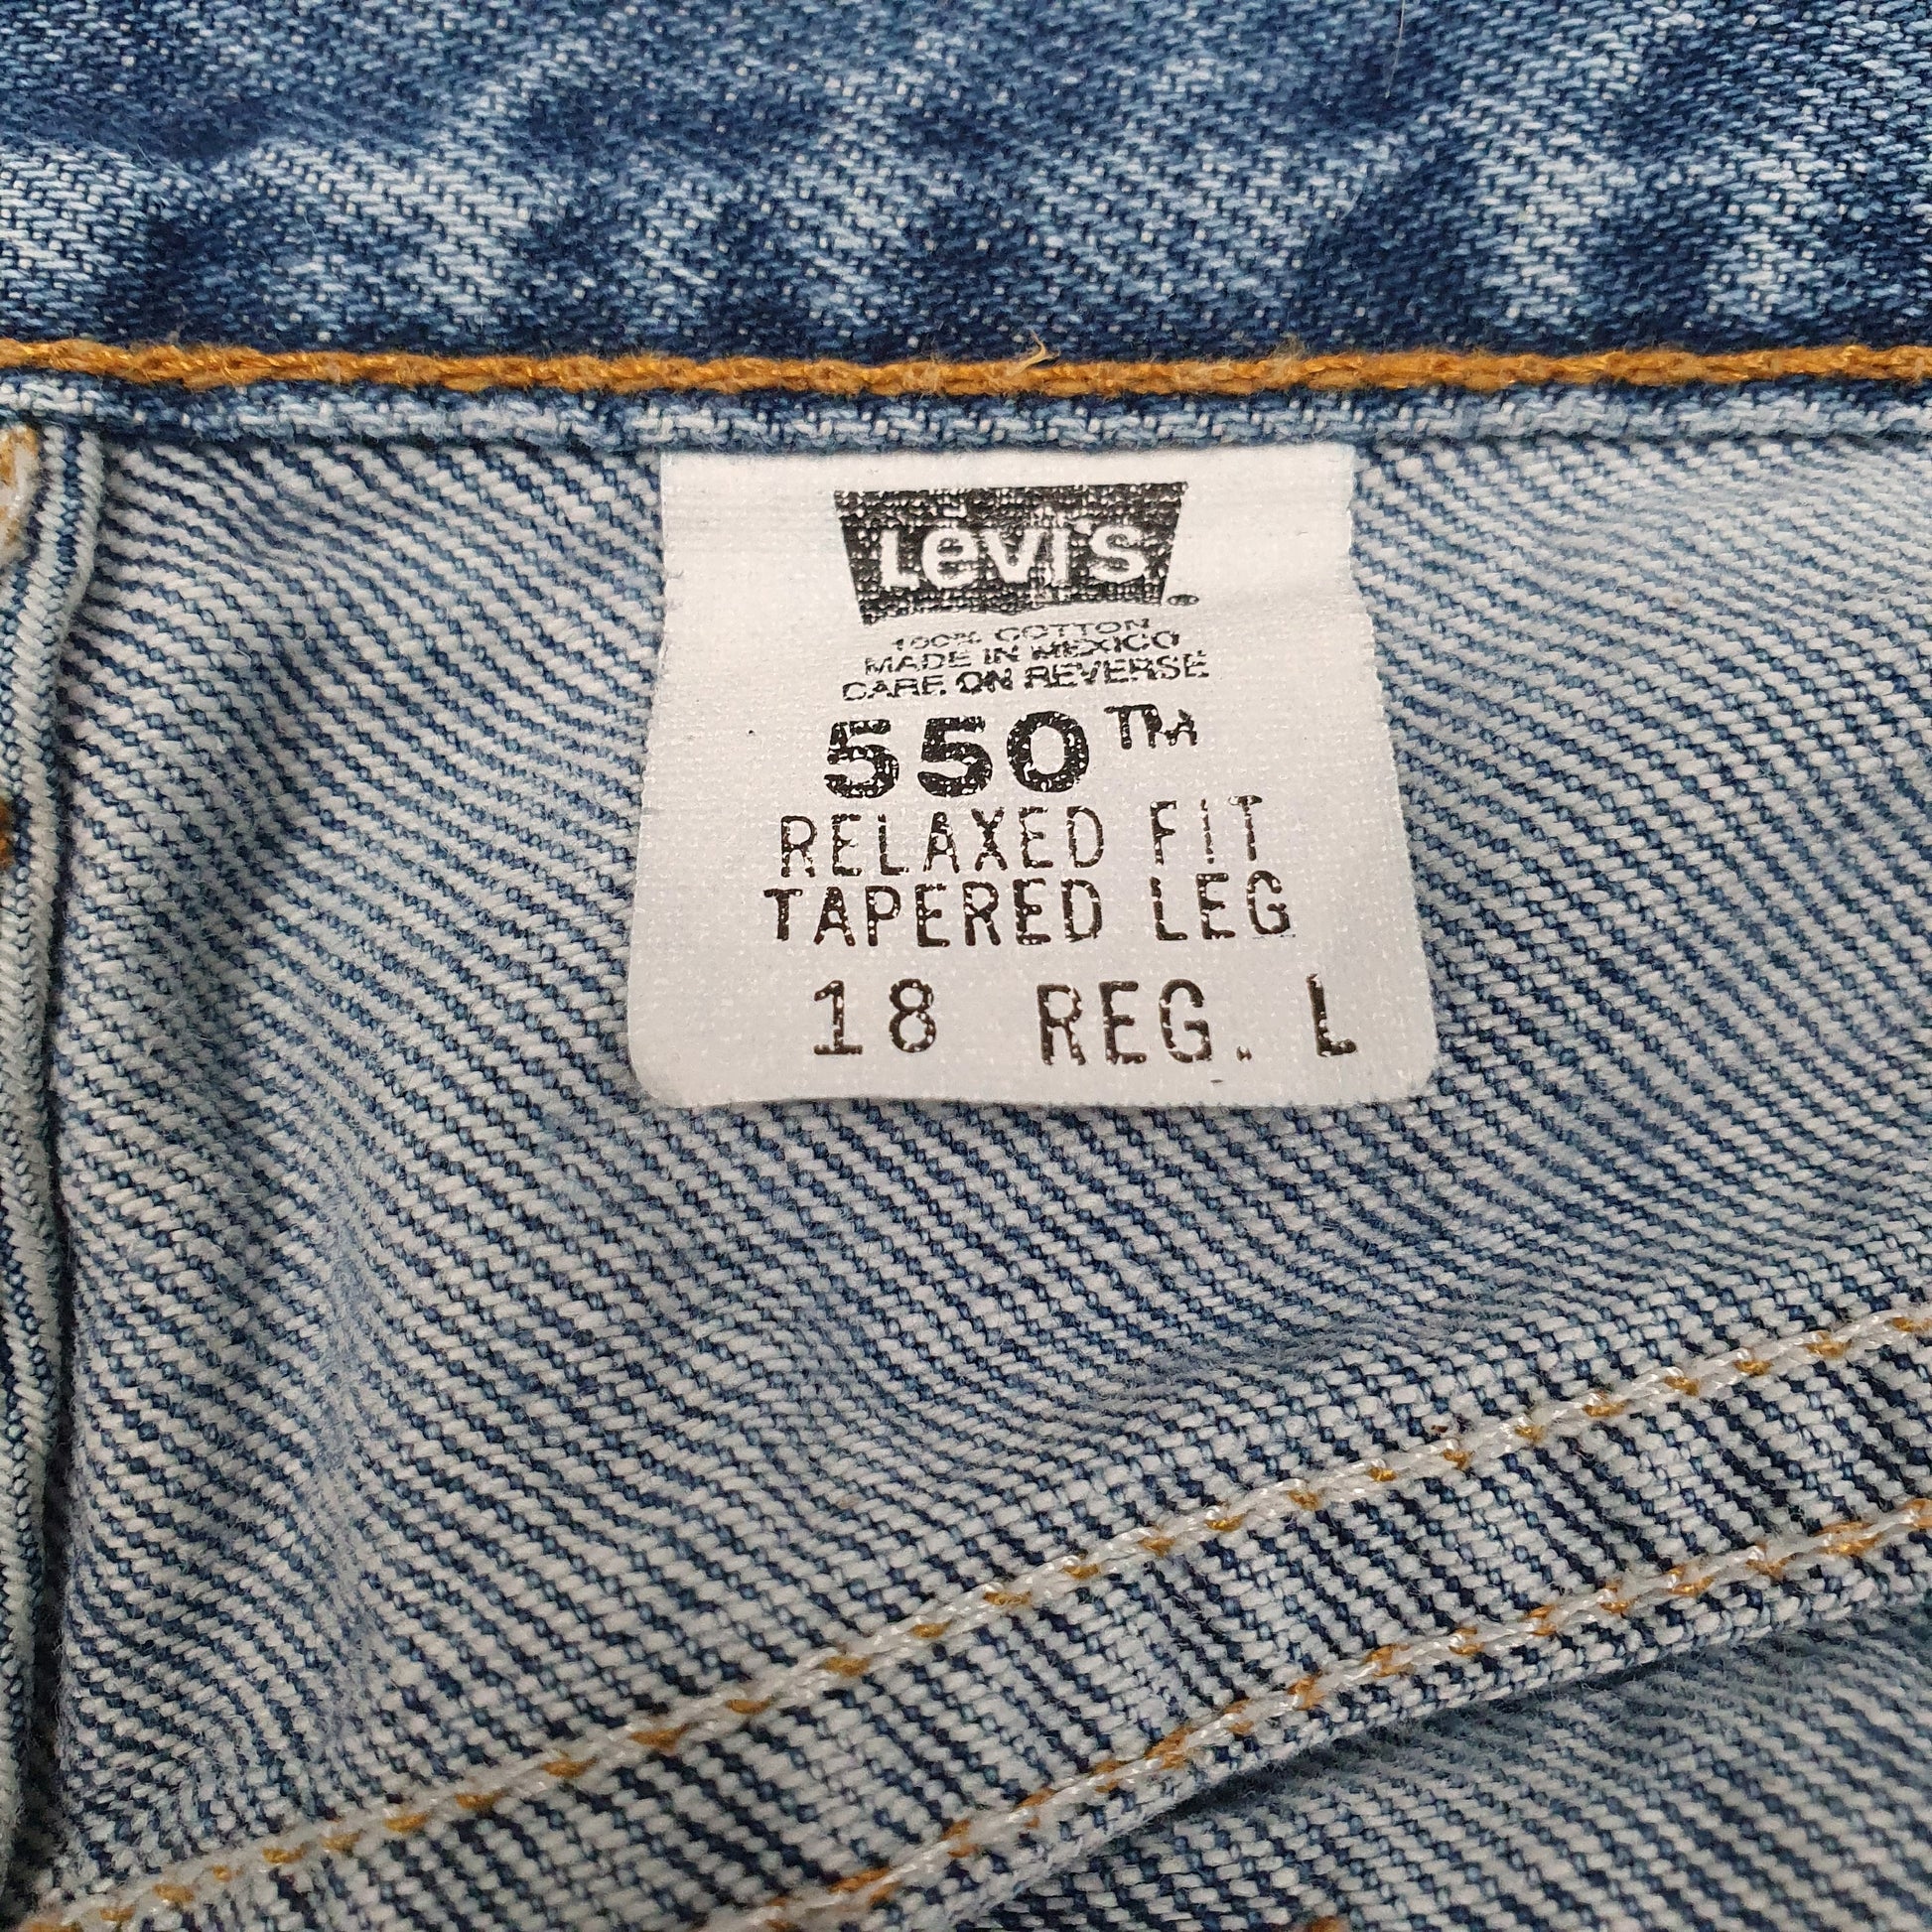 Levi's
100% COTTON
MADE IN MEXICO
CARE ON REVERSE
550™
RELAXED FIT
TAPERED LEG
18 REG. L